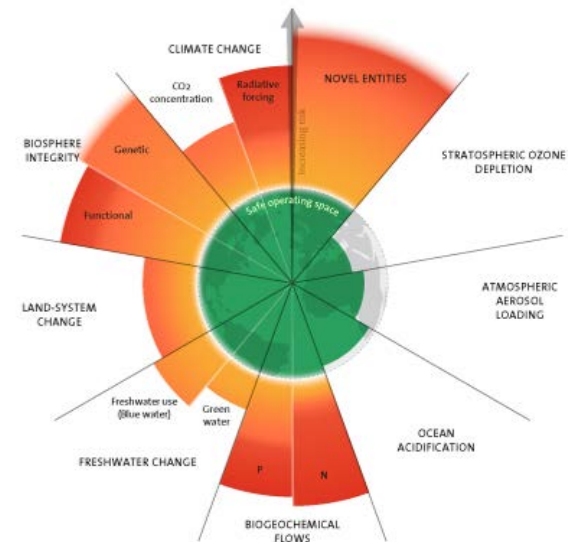 CLIMATE CHANGE
CO2
concentration
Radiative
forcing
Increasing risk
NOVEL ENTITIES
BIOSPHERE
INTEGRITY
Genetic
Functional
STRATOSPHERIC OZONE
DEPLETION
Safe operating space
LAND-SYSTEM
CHANGE
ATMOSPHERIC
AEROSOL
LOADING
Freshwater use
(Blue water)
Green
water
FRESHWATER CHANGE
P
N
OCEAN
ACIDIFICATION
BIOGEOCHEMICAL
FLOWS